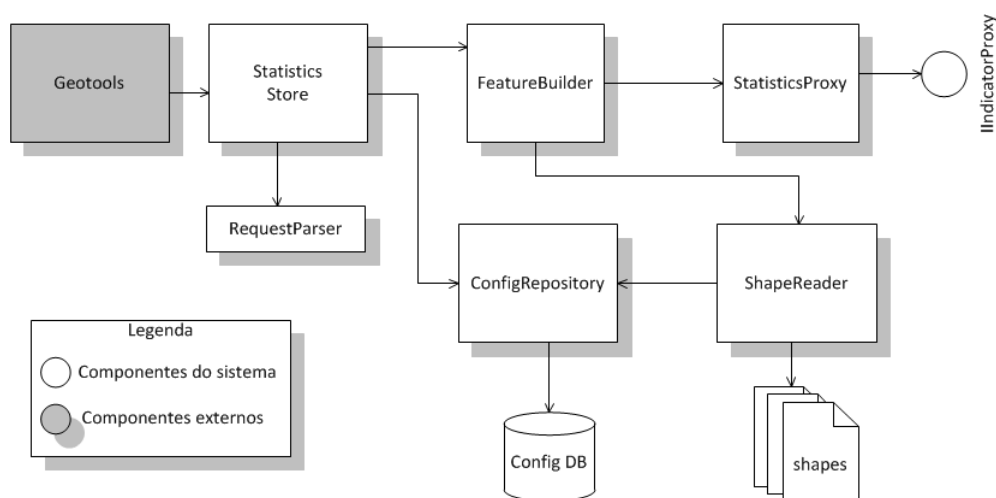 Geotools
Statistics
Store
FeatureBuilder
StatisticsProxy
IIndicatorProxy
RequestParser
ConfigRepository
ShapeReader
Legenda
Componentes do sistema
Componentes externos
Config DB
shapes